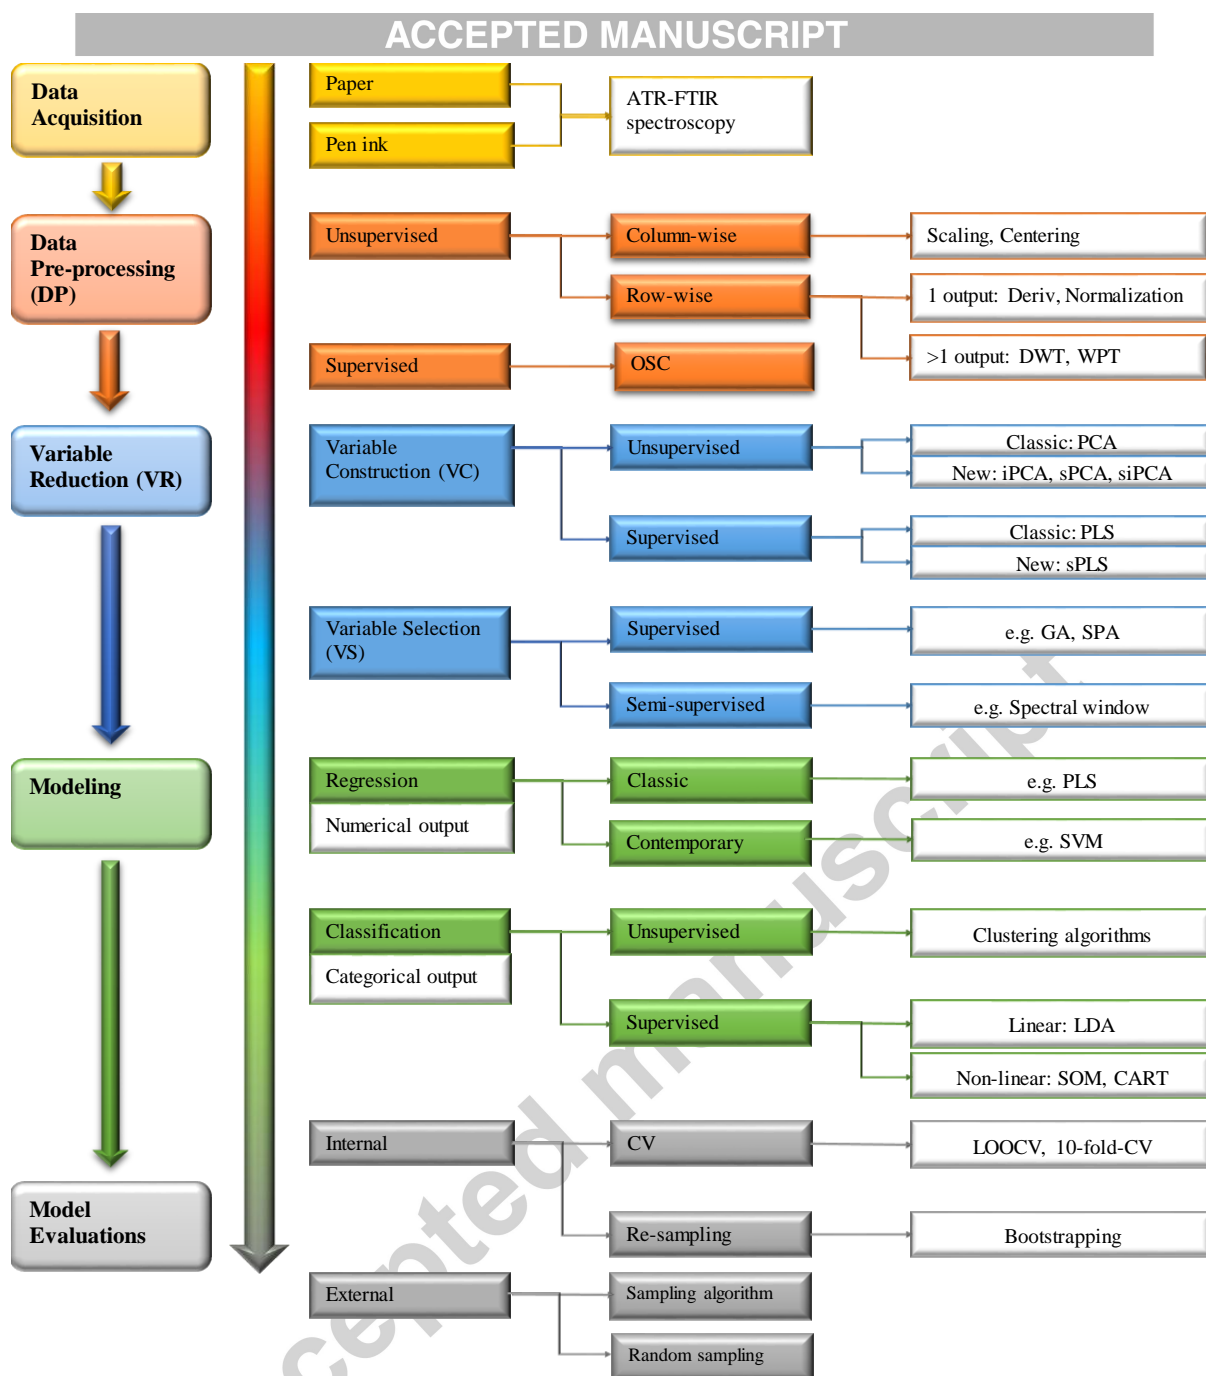 ACCEPTED MANUSCRIPT
Data
Acquisition
Paper
Pen ink
ATR-FTIR
spectroscopy
Data
Pre-processing
(DP)
Unsupervised
Column-wise
Scaling, Centering
Row-wise
1 output: Deriv, Normalization
>1 output: DWT, WPT
Supervised
OSC
Variable
Reduction (VR)
Variable
Construction (VC)
Unsupervised
Classic: PCA
New: iPCA, sPCA, siPCA
Supervised
Classic: PLS
New: sPLS
Variable Selection
(VS)
Supervised
e.g. GA, SPA
Semi-supervised
e.g. Spectral window
Modeling
Regression
Numerical output
Classic
e.g. PLS
Contemporary
e.g. SVM
Classification
Categorical output
Unsupervised
Clustering algorithms
Supervised
Linear: LDA
Non-linear: SOM, CART
Model
Evaluations
Internal
CV
LOOCV, 10-fold-CV
Re-sampling
Bootstrapping
External
Sampling algorithm
Random sampling
cepted manuscript